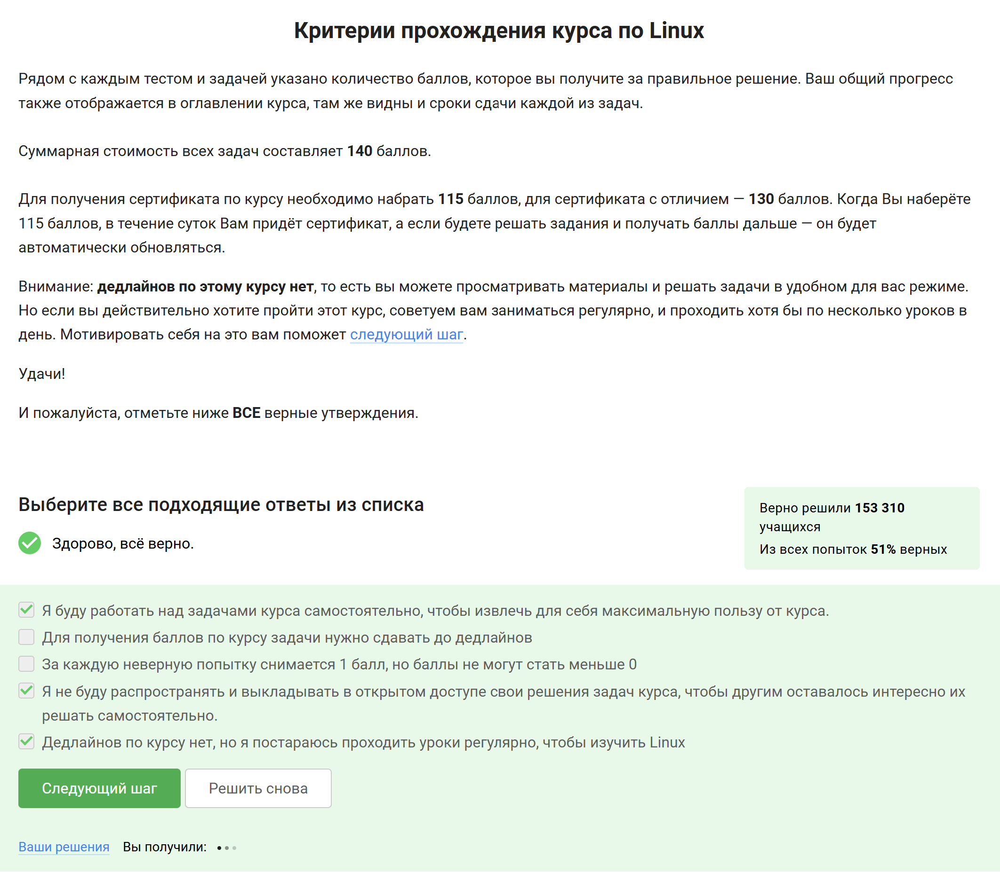 Критерии прохождения курса по Linux
Рядом с каждым тестом и задачей указано количество баллов, которое вы получите за правильное решение. Ваш общий прогресс
также отображается в оглавлении курса, там же видны и сроки сдачи каждой из задач.
Суммарная стоимость всех задач составляет 140 баллов.
Для получения сертификата по курсу необходимо набрать 115 баллов, для сертификата с отличием — 130 баллов. Когда Вы наберёте
115 баллов, в течение суток Вам придёт сертификат, а если будете решать задания и получать баллы дальше — он будет
автоматически обновляться.
Внимание: дедлайнов по этому курсу нет, то есть вы можете просматривать материалы и решать задачи в удобном для вас режиме.
Но если вы действительно хотите пройти этот курс, советуем вам заниматься регулярно, и проходить хотя бы по несколько уроков в
день. Мотивировать себя на это вам поможет следующий шаг.
Удачи!
И пожалуйста, отметьте ниже ВСЕ верные утверждения.
Выберите все подходящие ответы из списка
Здорово, всё верно.
Верно решили 153 310
учащихся
Из всех попыток 51% верных
Я буду работать над задачами курса самостоятельно, чтобы извлечь для себя максимальную пользу от курса.
Для получения баллов по курсу задачи нужно сдавать до дедлайнов
За каждую неверную попытку снимается 1 балл, но баллы не могут стать меньше 0
Я не буду распространять и выкладывать в открытом доступе свои решения задач курса, чтобы другим оставалось интересно их
решать самостоятельно.
Дедлайнов по курсу нет, но я постараюсь проходить уроки регулярно, чтобы изучить Linux
Следующий шаг
Решить снова
Ваши решения Вы получили: